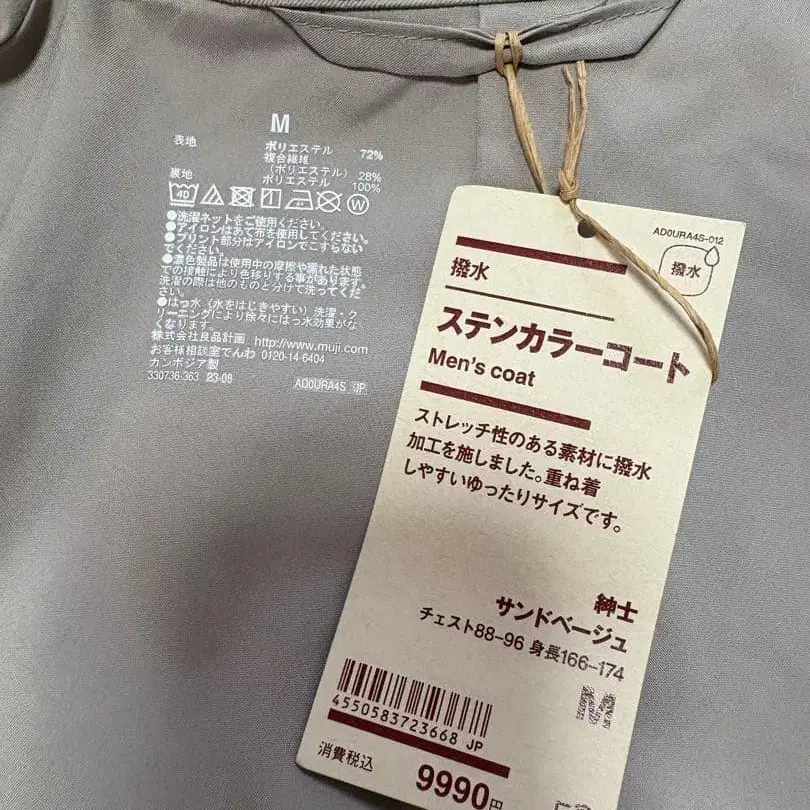 M
表地
ポリエステル 72%
複合繊維
(ポリエステル) 28%
裏地
ポリエステル 100%
40
W
●洗濯ネットをご使用ください。
●アイロンはあて布を使用してください。
●プリント部分はアイロンでこすらない
でください。
●濃色製品は使用中の摩擦や濡れた状態
での接触により色移りする事があります。
洗濯の際は他のものと分けて洗ってくだ
さい。
●はっ水(水をはじきやすい)洗濯・ク
リーニングにより徐々にはっ水効果がな
くなります。
株式会社良品計画 http://www.muji.com
お客様相談室でんわ 0120-14-6404
カンボジア製
330736-363 23-08 AD0URA4S JP
AD0URA4S-012
撥水
撥水
ステンカラーコート
Men's coat
ストレッチ性のある素材に撥水
加工を施しました。重ね着
しやすいゆったりサイズです。
紳士
サンドベージュ
チェスト88-96 身長166-174
M
4550583723668 JP
消費税込 9990円